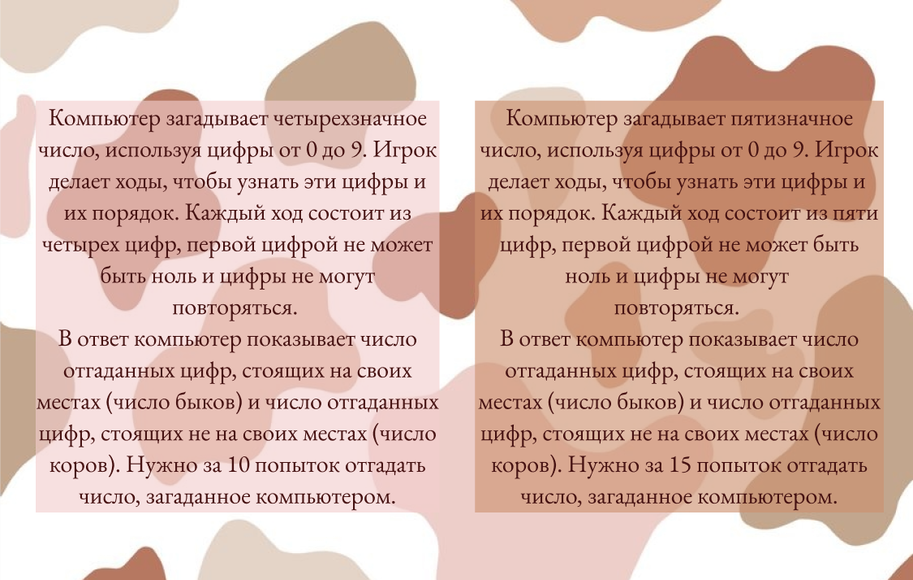 Компьютер загадывает четырехзначное
число, используя цифры от 0 до 9. Игрок
делает ходы, чтобы узнать эти цифры и
их порядок. Каждый ход состоит из
четырех цифр, первой цифрой не может
быть ноль и цифры не могут
повторяться.
В ответ компьютер показывает число
отгаданных цифр, стоящих на своих
местах (число быков) и число отгаданных
цифр, стоящих не на своих местах (число
коров). Нужно за 10 попыток отгадать
число, загаданное компьютером.
Компьютер загадывает пятизначное
число, используя цифры от 0 до 9. Игрок
делает ходы, чтобы узнать эти цифры и
их порядок. Каждый ход состоит из пяти
цифр, первой цифрой не может быть
ноль и цифры не могут
повторяться.
В ответ компьютер показывает число
отгаданных цифр, стоящих на своих
местах (число быков) и число отгаданных
цифр, стоящих не на своих местах (число
коров). Нужно за 15 попыток отгадать
число, загаданное компьютером.